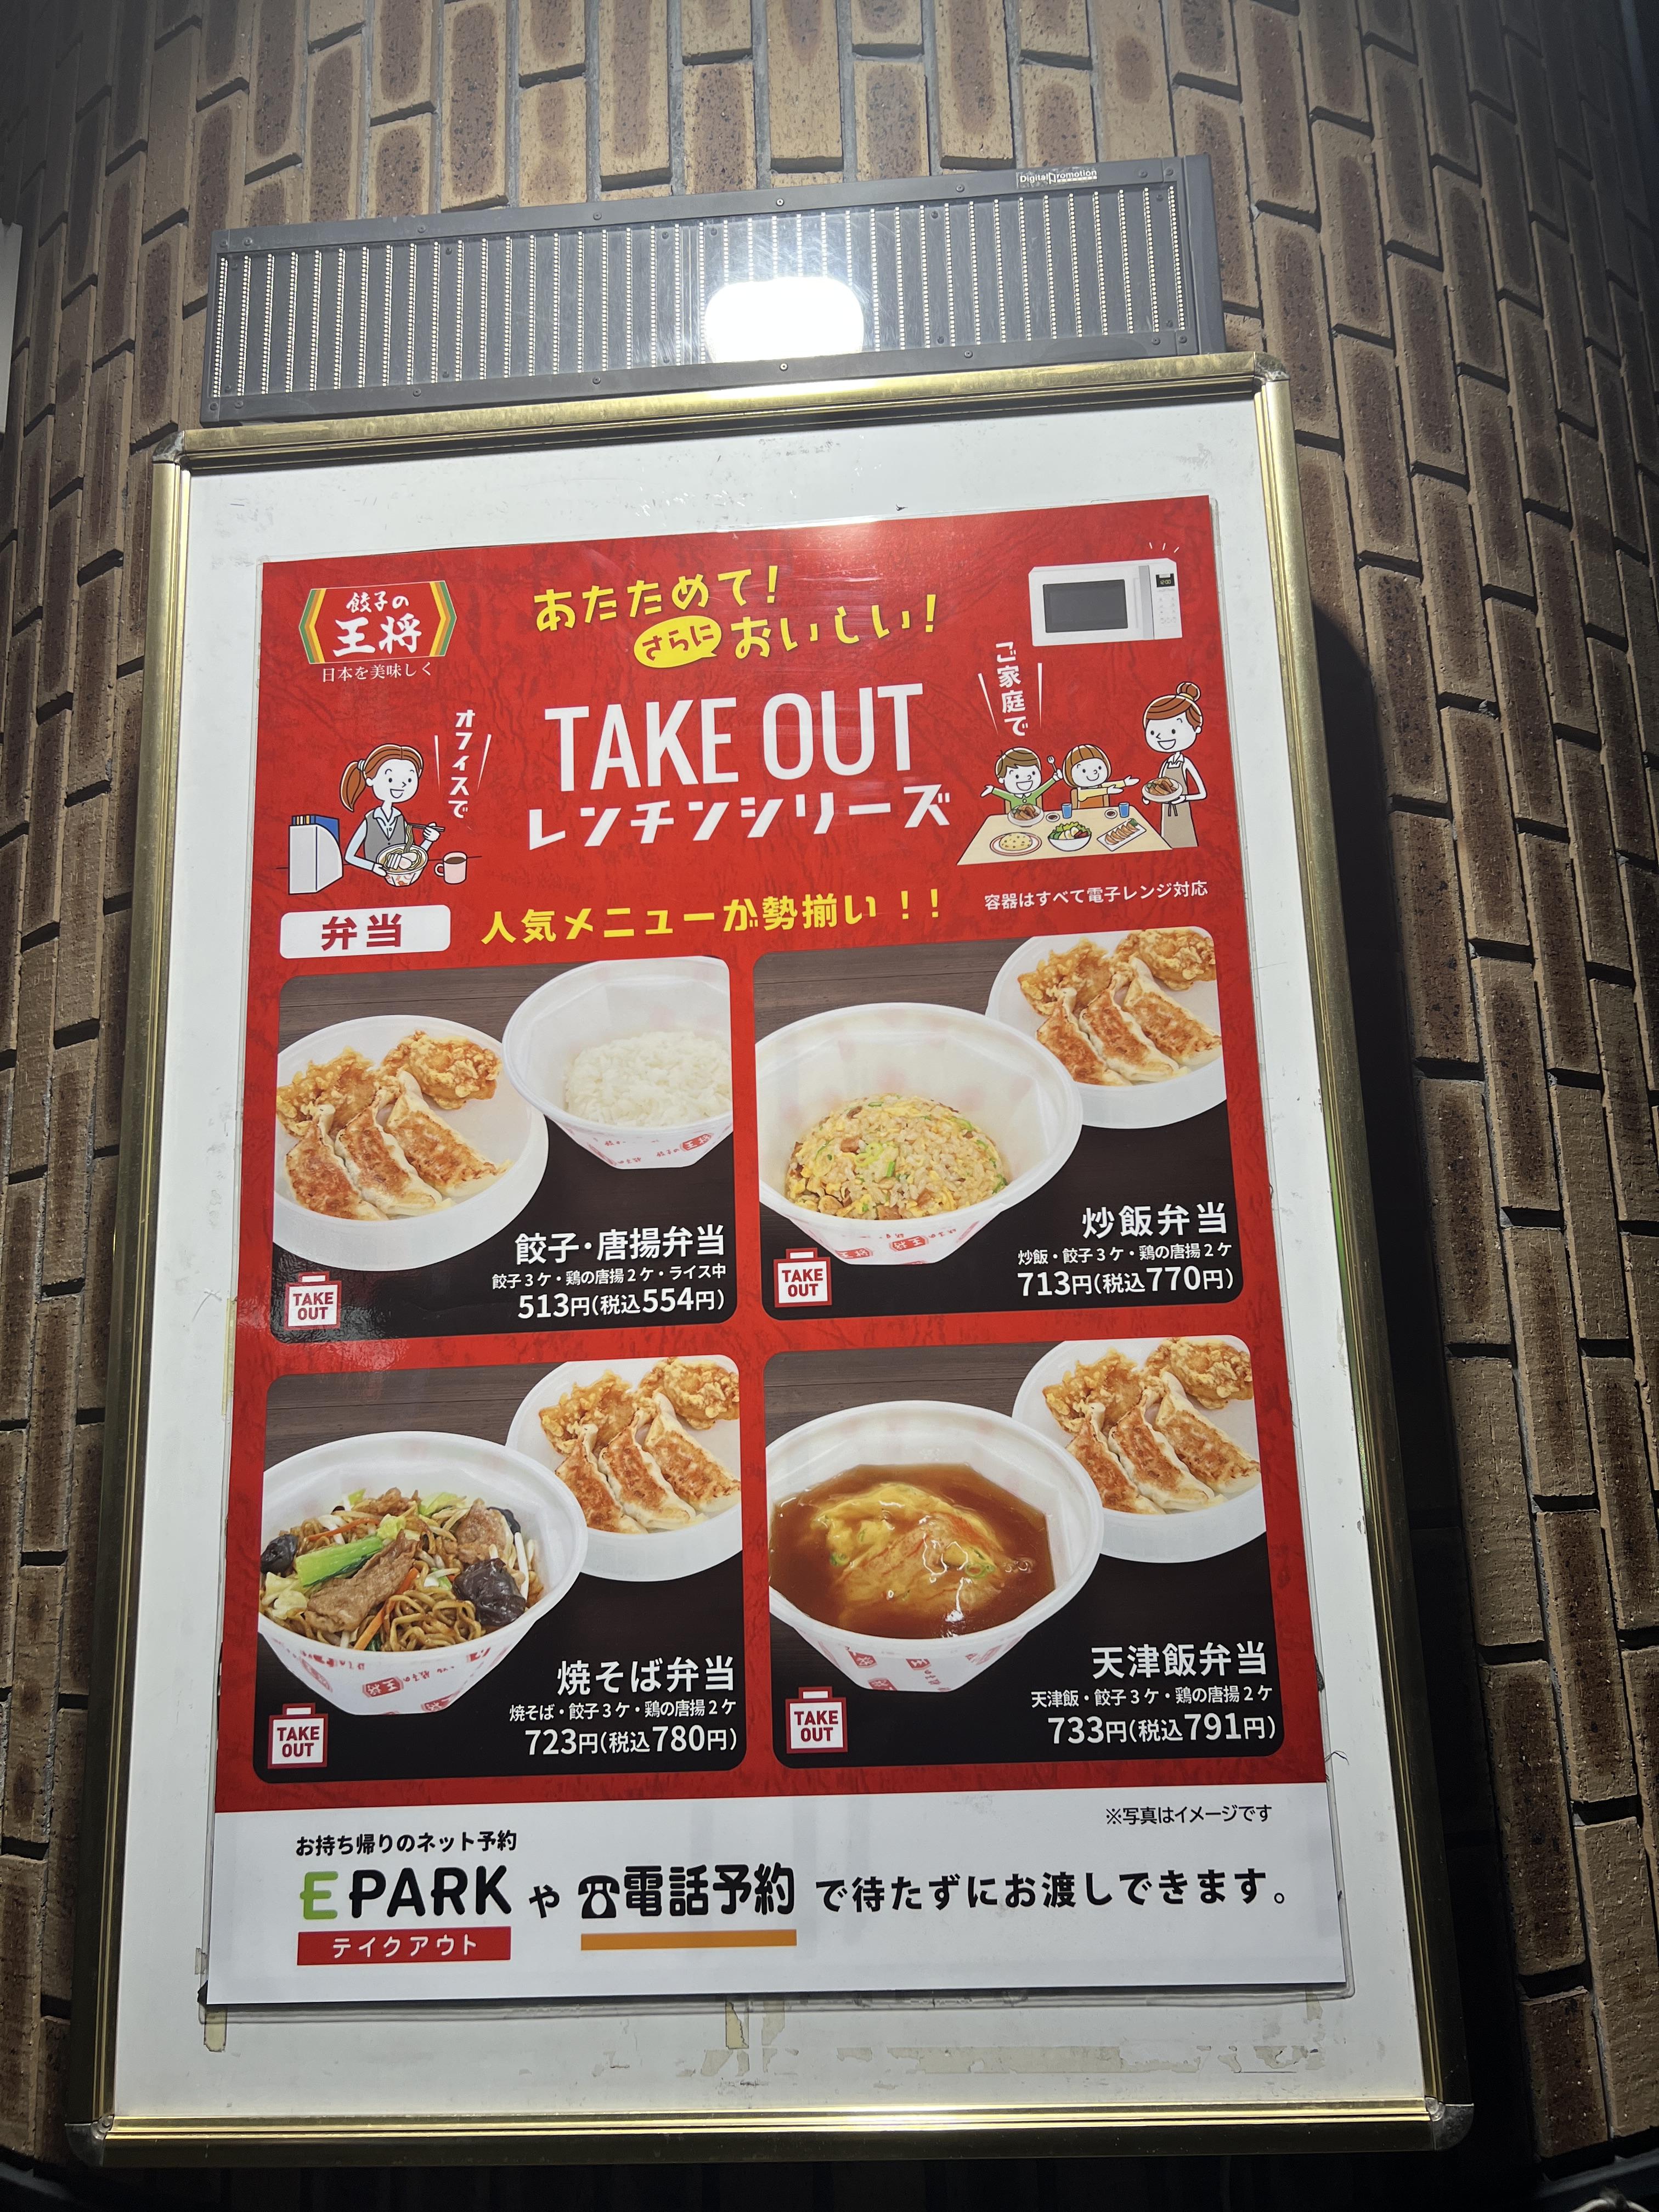 DigitalPromotion
餃子の
王将
日本を美味しく
あたためて！
さらにおいしい！
オフィスで
ご家庭で
TAKE OUT
レンチンシリーズ
弁当
人気メニューが勢揃い！！
容器はすべて電子レンジ対応
餃子・唐揚弁当
餃子3ケ・鶏の唐揚2ケ・ライス中
513円(税込554円)
TAKE
OUT
炒飯弁当
炒飯・餃子3ケ・鶏の唐揚2ケ
713円(税込770円)
TAKE
OUT
焼そば弁当
焼そば・餃子3ケ・鶏の唐揚2ケ
723円(税込780円)
TAKE
OUT
天津飯弁当
天津飯・餃子3ケ・鶏の唐揚2ケ
733円(税込791円)
TAKE
OUT
※写真はイメージです
お持ち帰りのネット予約
EPARK や ☎電話予約 で待たずにお渡しできます。
テイクアウト